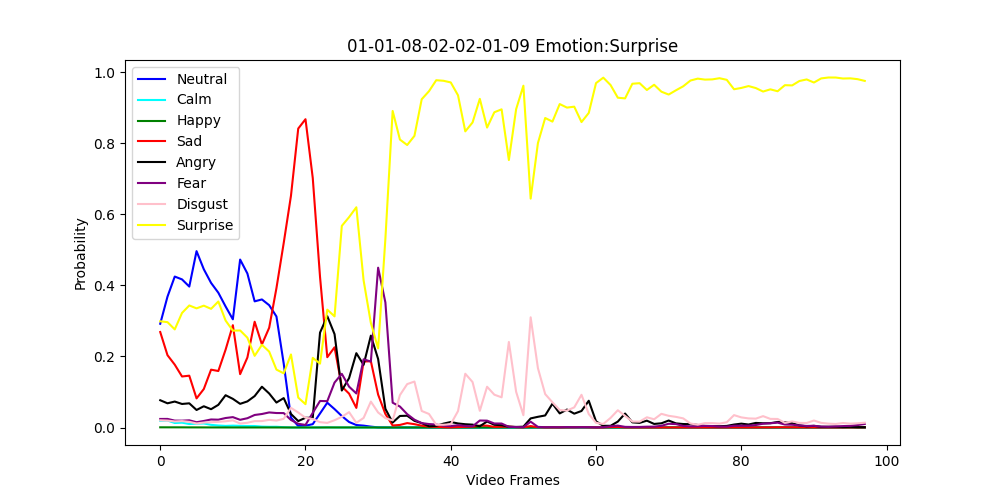 01-01-08-02-02-01-09 Emotion:Surprise
Neutral
Calm
Happy
Sad
Angry
Fear
Disgust
Surprise
Probability
1.0
0.8
0.6
0.4
0.2
0.0
0 20 40 60 80 100
Video Frames